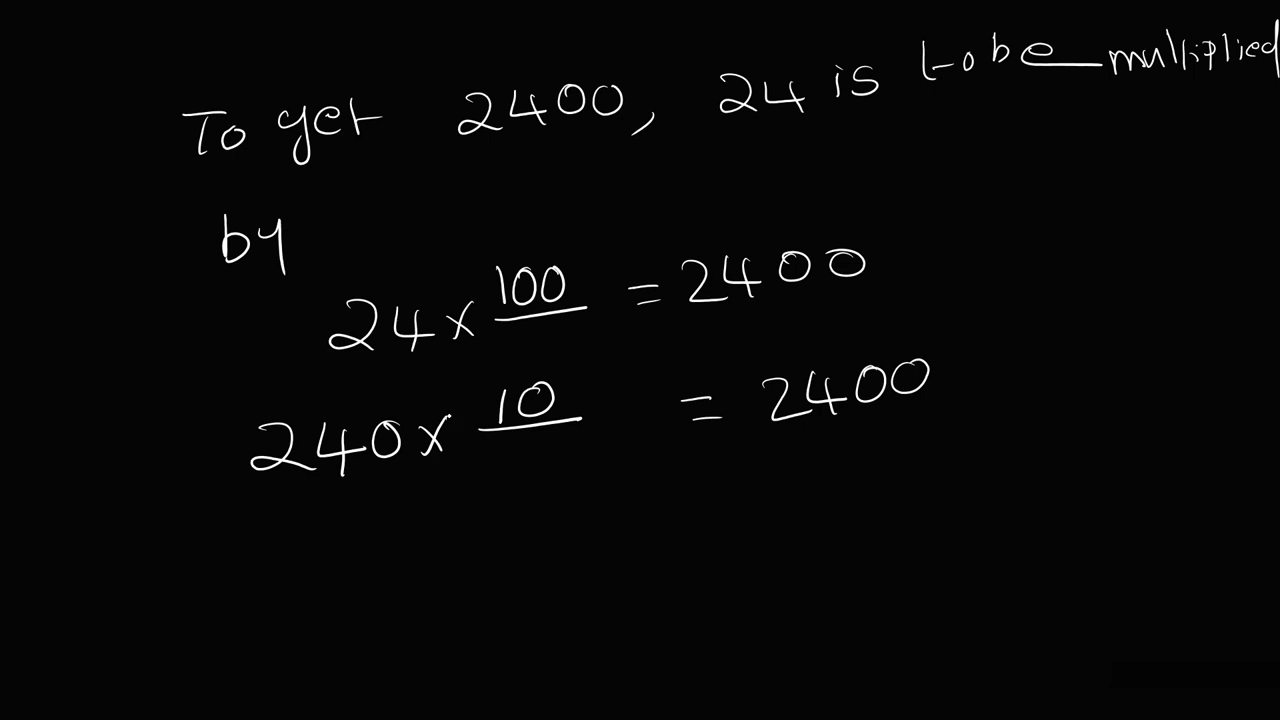 To get 2400, 24 is to be multiplied
by
24 x 100 = 2400
240 x 10 = 2400